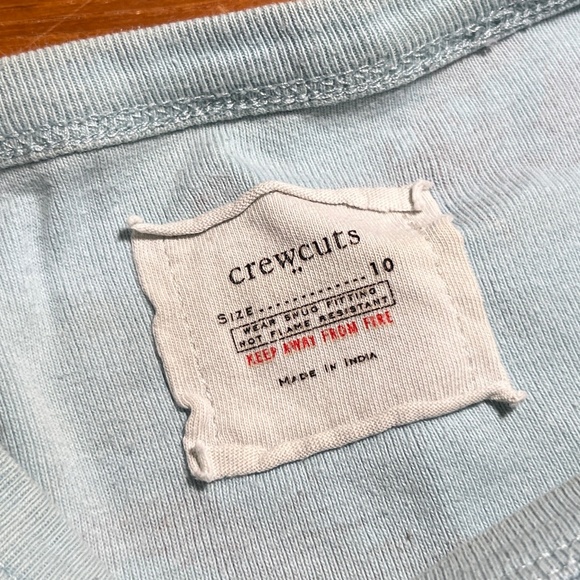 crewcuts
SIZE.............10
WEAR SNUG FITTING
NOT FLAME RESISTANT
KEEP AWAY FROM FIRE
MADE IN INDIA